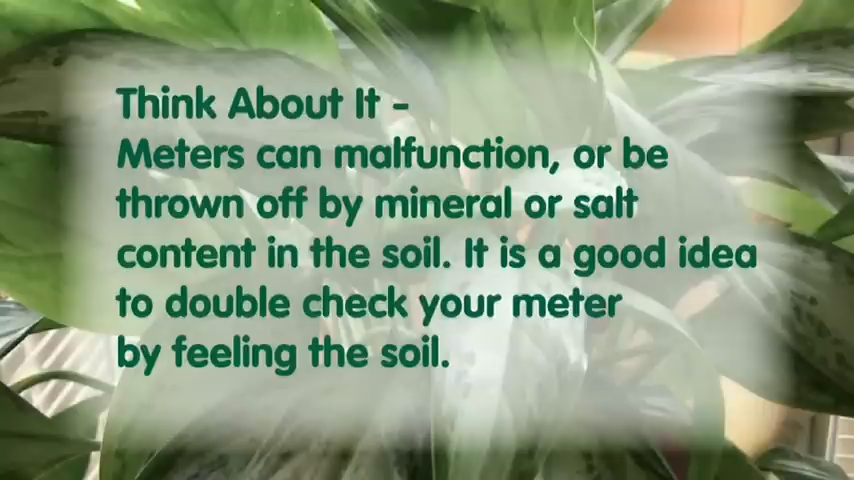 Think About It -
Meters can malfunction, or be
thrown off by mineral or salt
content in the soil. It is a good idea
to double check your meter
by feeling the soil.